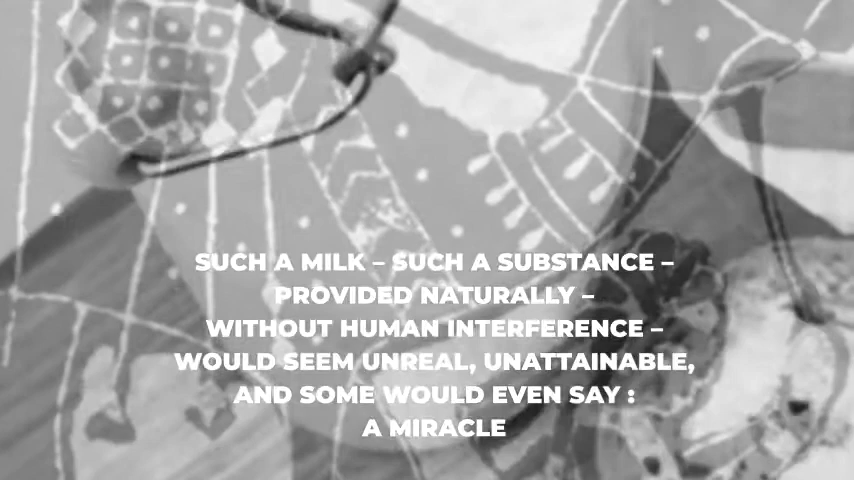 SUCH A MILK – SUCH A SUBSTANCE –
PROVIDED NATURALLY –
WITHOUT HUMAN INTERFERENCE –
WOULD SEEM UNREAL, UNATTAINABLE,
AND SOME WOULD EVEN SAY :
A MIRACLE